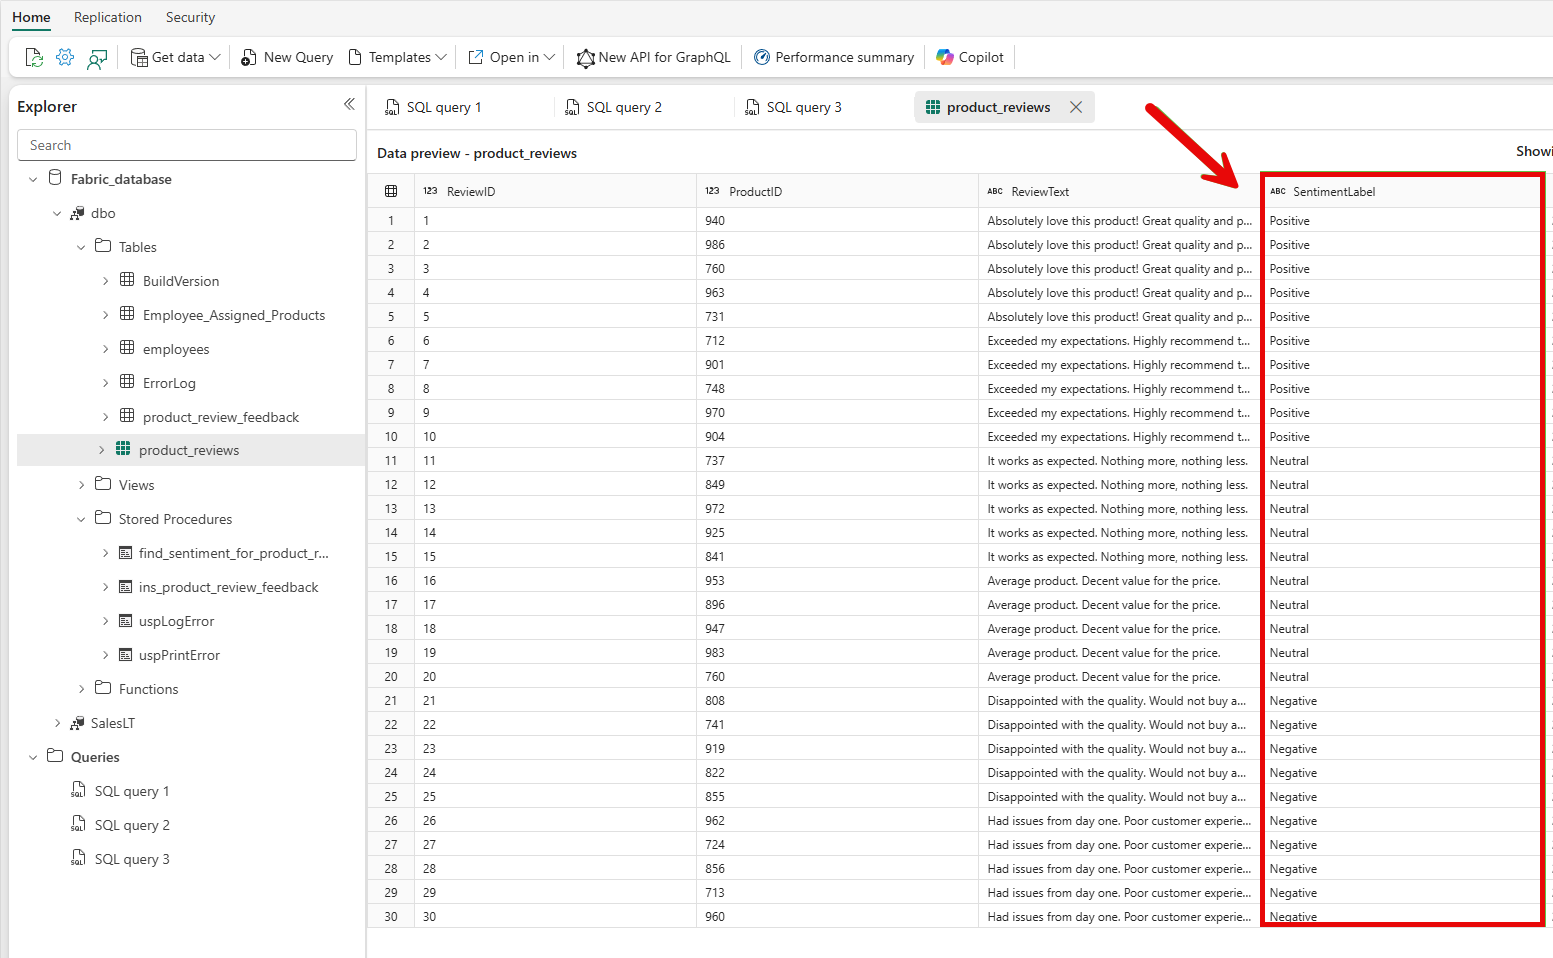 Home Replication Security
Get data New Query Templates Open in New API for GraphQL Performance summary Copilot
Explorer
Search
Fabric_database
dbo
Tables
BuildVersion
Employee_Assigned_Products
employees
ErrorLog
product_review_feedback
product_reviews
Views
Stored Procedures
find_sentiment_for_product_r...
ins_product_review_feedback
uspLogError
uspPrintError
Functions
SalesLT
Queries
SQL query 1
SQL query 2
SQL query 3
SQL query 1 SQL query 2 SQL query 3 product_reviews
Data preview - product_reviews Showi
123 ReviewID 123 ProductID ABC ReviewText ABC SentimentLabel
1 1 940 Absolutely love this product! Great quality and p... Positive
2 2 986 Absolutely love this product! Great quality and p... Positive
3 3 760 Absolutely love this product! Great quality and p... Positive
4 4 963 Absolutely love this product! Great quality and p... Positive
5 5 731 Absolutely love this product! Great quality and p... Positive
6 6 712 Exceeded my expectations. Highly recommend t... Positive
7 7 901 Exceeded my expectations. Highly recommend t... Positive
8 8 748 Exceeded my expectations. Highly recommend t... Positive
9 9 970 Exceeded my expectations. Highly recommend t... Positive
10 10 904 Exceeded my expectations. Highly recommend t... Positive
11 11 737 It works as expected. Nothing more, nothing less. Neutral
12 12 849 It works as expected. Nothing more, nothing less. Neutral
13 13 972 It works as expected. Nothing more, nothing less. Neutral
14 14 925 It works as expected. Nothing more, nothing less. Neutral
15 15 841 It works as expected. Nothing more, nothing less. Neutral
16 16 953 Average product. Decent value for the price. Neutral
17 17 896 Average product. Decent value for the price. Neutral
18 18 947 Average product. Decent value for the price. Neutral
19 19 983 Average product. Decent value for the price. Neutral
20 20 760 Average product. Decent value for the price. Neutral
21 21 808 Disappointed with the quality. Would not buy a... Negative
22 22 741 Disappointed with the quality. Would not buy a... Negative
23 23 919 Disappointed with the quality. Would not buy a... Negative
24 24 822 Disappointed with the quality. Would not buy a... Negative
25 25 855 Disappointed with the quality. Would not buy a... Negative
26 26 962 Had issues from day one. Poor customer experie... Negative
27 27 724 Had issues from day one. Poor customer experie... Negative
28 28 856 Had issues from day one. Poor customer experie... Negative
29 29 713 Had issues from day one. Poor customer experie... Negative
30 30 960 Had issues from day one. Poor customer experie... Negative